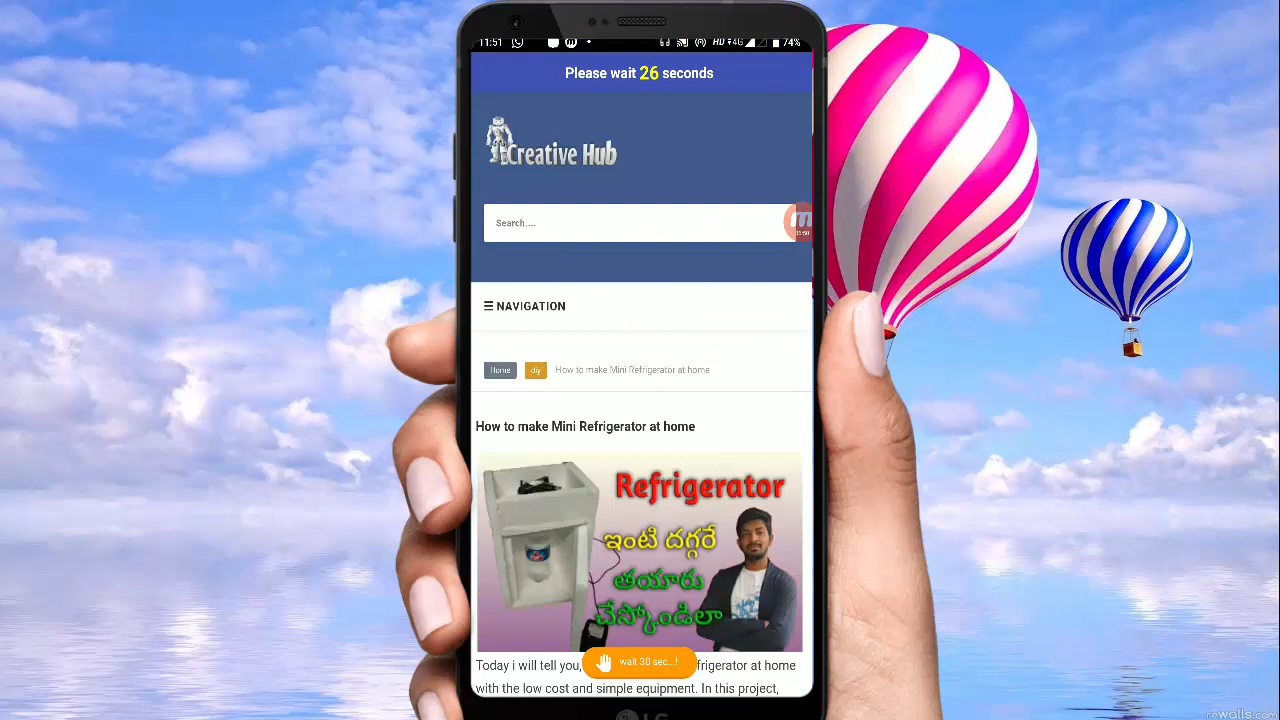 11:51
HD 4G 74%
Please wait 26 seconds
Creative Hub
Search....
☰ NAVIGATION
Home diy How to make Mini Refrigerator at home
How to make Mini Refrigerator at home
Refrigerator
ఇంటి దగ్గరే
తయారు
చేస్కోండిలా
wait 30 sec...!
Today i will tell you, frigerator at home
with the low cost and simple equipment. In this project,
LG
rewalls.com